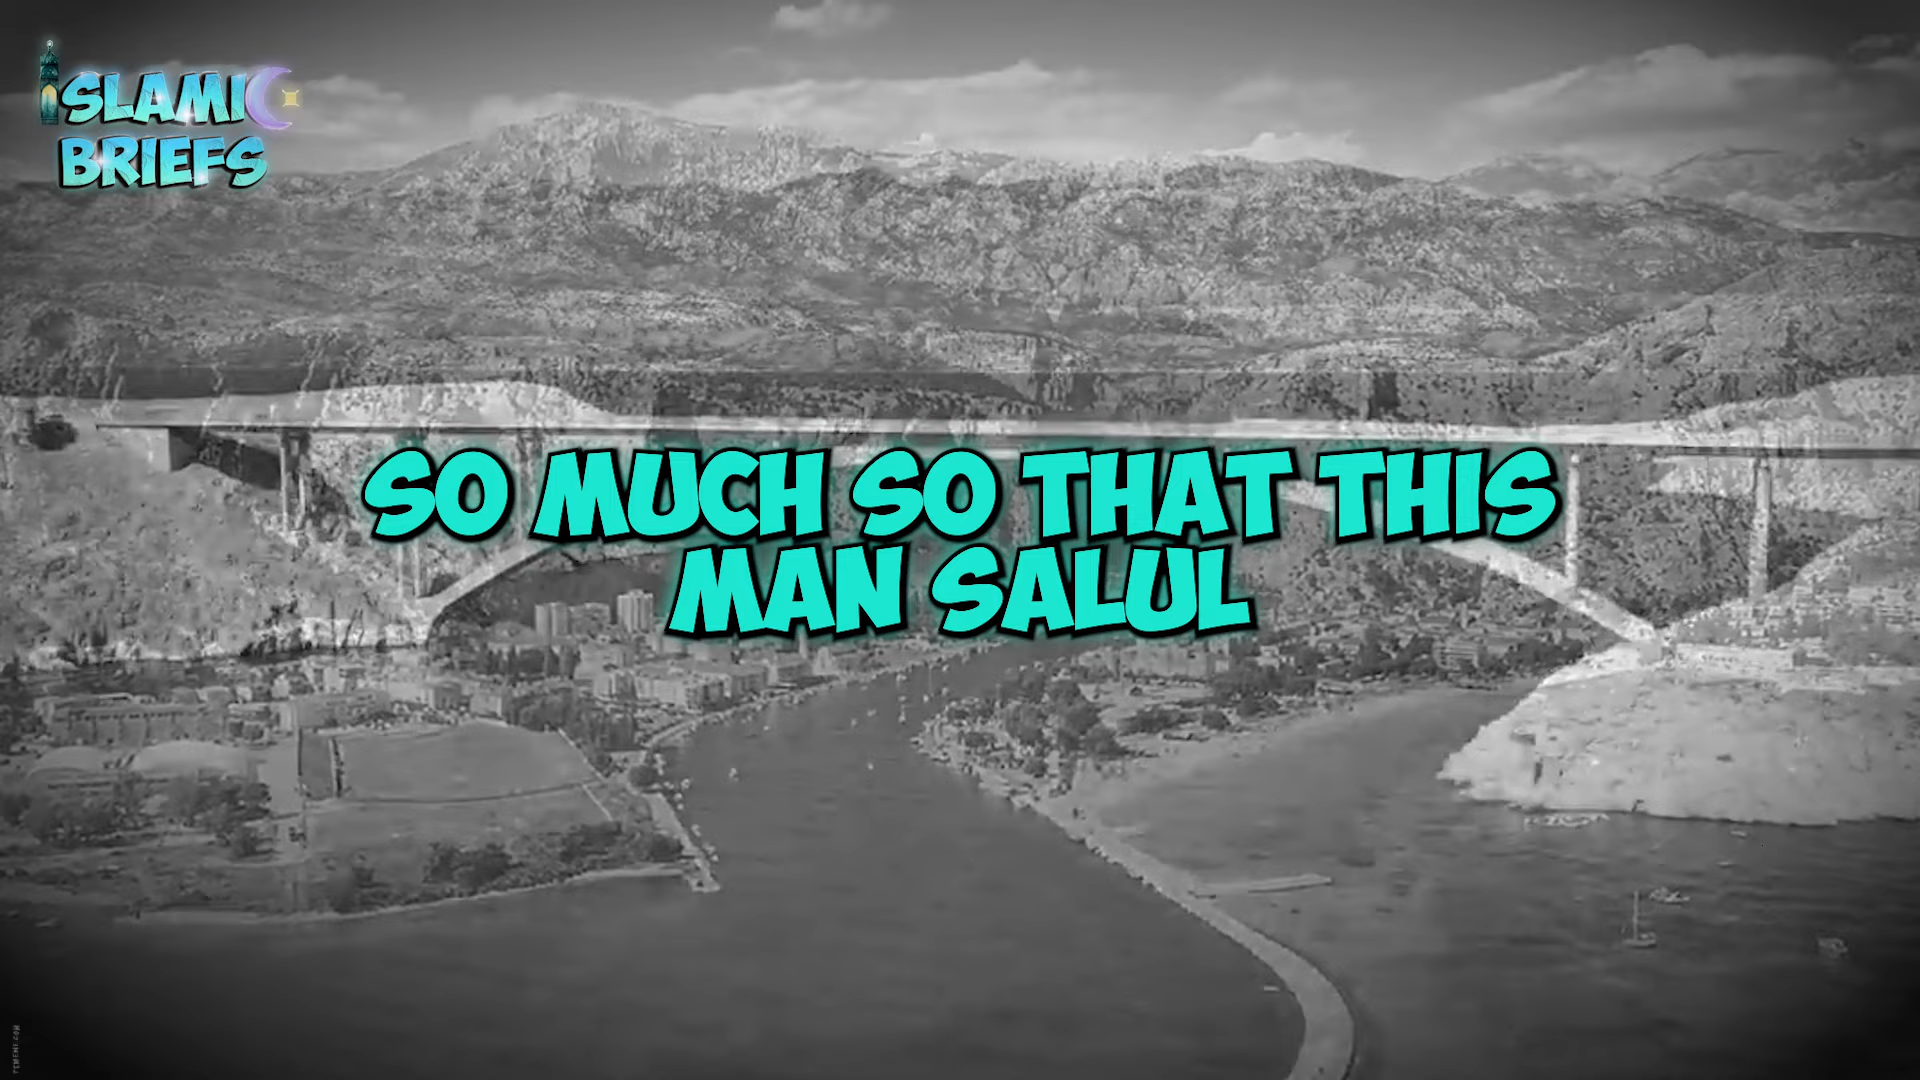 ISLAMIC
BRIEFS
SO MUCH SO THAT THIS
MAN SALUL